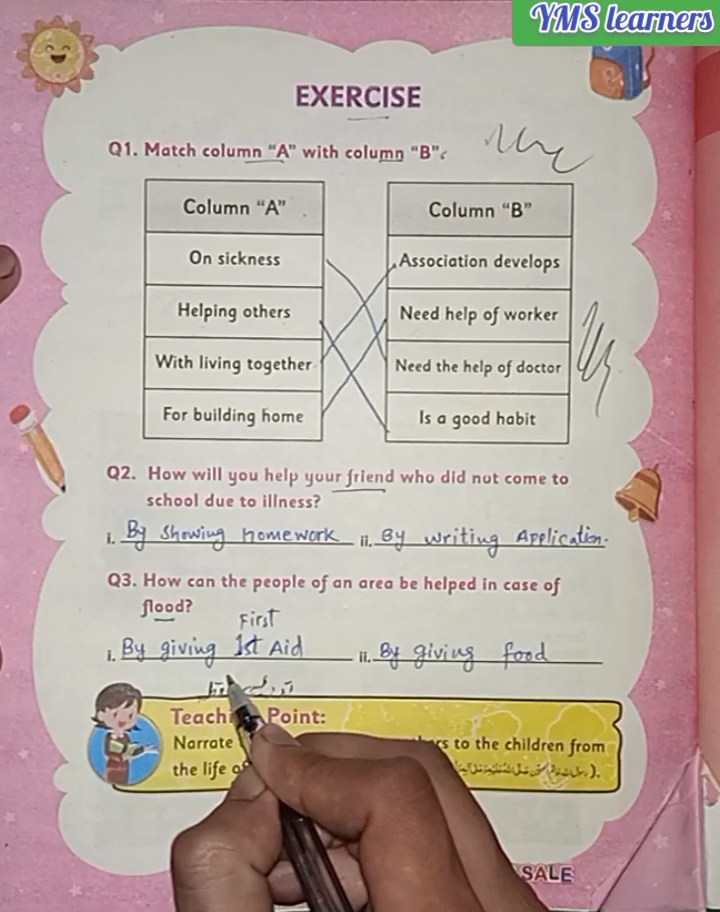 YMS learners
EXERCISE
Q1. Match column “A” with column “B”.
Column “A”
Column “B”
On sickness
Association develops
Helping others
Need help of worker
With living together
Need the help of doctor
For building home
Is a good habit
Q2. How will you help your friend who did not come to
school due to illness?
i. By showing homework ii. By writing Application.
Q3. How can the people of an area be helped in case of
flood?
First
i. By giving 1st Aid ii. By giving food
Point:
Narrate to the children from
the life
SALE